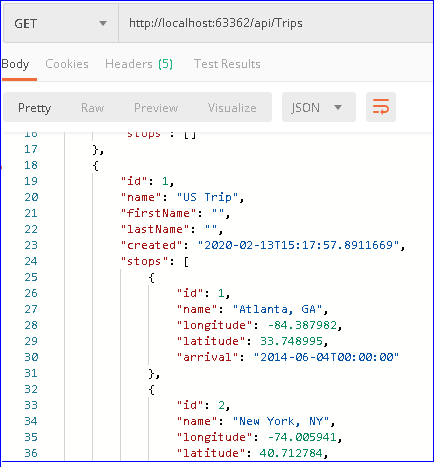 GET http://localhost:63362/api/Trips
Body Cookies Headers (5) Test Results
Pretty Raw Preview Visualize JSON
16 "stops": []
17 },
18 {
19 "id": 1,
20 "name": "US Trip",
21 "firstName": "",
22 "lastName": "",
23 "created": "2020-02-13T15:17:57.8911669",
24 "stops": [
25 {
26 "id": 1,
27 "name": "Atlanta, GA",
28 "longitude": -84.387982,
29 "latitude": 33.748995,
30 "arrival": "2014-06-04T00:00:00"
31 },
32 {
33 "id": 2,
34 "name": "New York, NY",
35 "longitude": -74.005941,
36 "latitude": 40.712784,